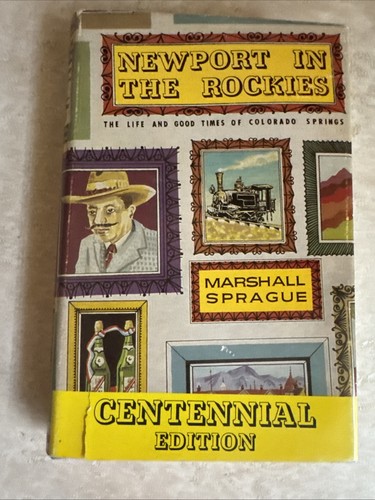 NEWPORT IN
THE ROCKIES
THE LIFE AND GOOD TIMES OF COLORADO SPRINGS
MARSHALL
SPRAGUE
CENTENNIAL
EDITION